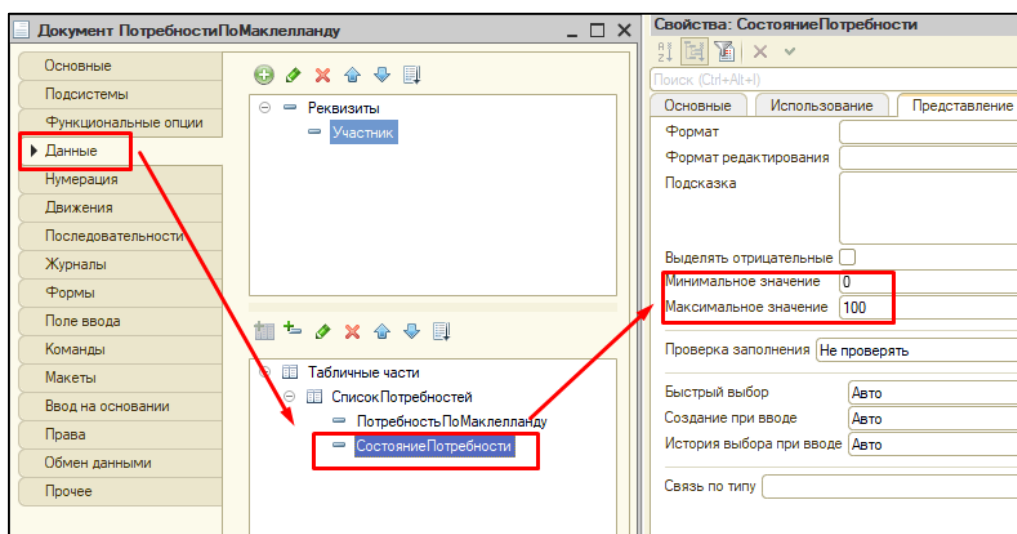 Документ ПотребностиПоМаклелланду
Основные
Подсистемы
Функциональные опции
Данные
Нумерация
Движения
Последовательности
Журналы
Формы
Поле ввода
Команды
Макеты
Ввод на основании
Права
Обмен данными
Прочее
Реквизиты
Участник
Табличные части
СписокПотребностей
ПотребностьПоМаклелланду
СостояниеПотребности
Свойства: СостояниеПотребности
Поиск (Ctrl+Alt+I)
Основные Использование Представление
Формат
Формат редактирования
Подсказка
Выделять отрицательные
Минимальное значение 0
Максимальное значение 100
Проверка заполнения Не проверять
Быстрый выбор Авто
Создание при вводе Авто
История выбора при вводе Авто
Связь по типу